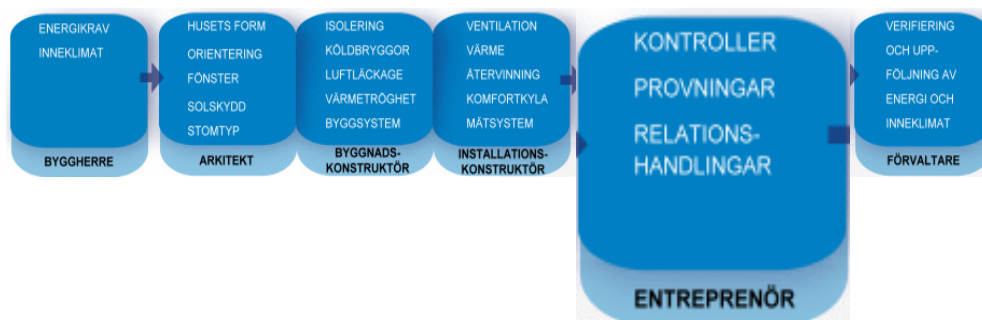 ENERGIKRAV
INNEKLIMAT
BYGGHERRE
HUSETS FORM
ORIENTERING
FÖNSTER
SOLSKYDD
STOMTYP
ARKITEKT
ISOLERING
KÖLDBRYGGOR
LUFTLÄCKAGE
VÄRMETRÖGHET
BYGGSYSTEM
BYGGNADS-
KONSTRUKTÖR
VENTILATION
VÄRME
ÅTERVINNING
KOMFORTKYLA
MÄTSYSTEM
INSTALLATIONS-
KONSTRUKTÖR
KONTROLLER
PROVNINGAR
RELATIONS-
HANDLINGAR
ENTREPRENÖR
VERIFIERING
OCH UPP-
FÖLJNING AV
ENERGI OCH
INNEKLIMAT
FÖRVALTARE